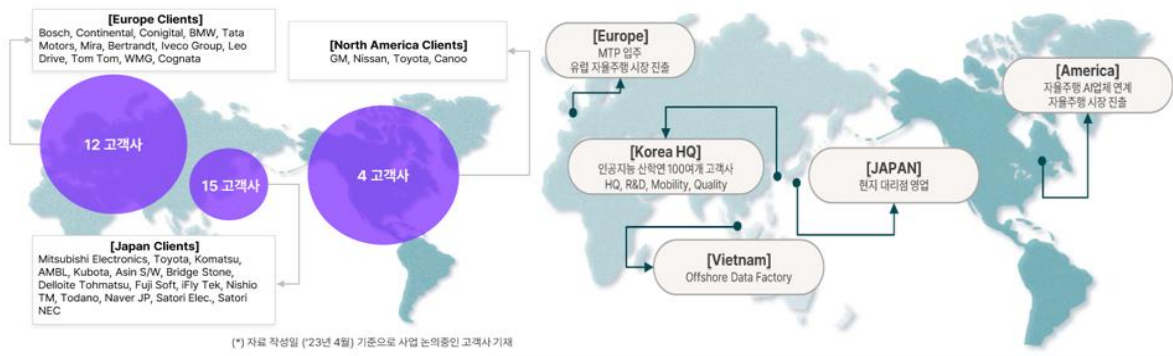 [Europe Clients]
Bosch, Continental, Conigital, BMW, Tata
Motors, Mira, Bertrandt, Iveco Group, Leo
Drive, Tom Tom, WMG, Cognata
[North America Clients]
GM, Nissan, Toyota, Canoo
12 고객사
15 고객사
4 고객사
[Japan Clients]
Mitsubishi Electronics, Toyota, Komatsu,
AMBL, Kubota, Asin S/W, Bridge Stone,
Delloite Tohmatsu, Fuji Soft, iFly Tek, Nishio
TM, Todano, Naver JP, Satori Elec., Satori
NEC
(*) 자료 작성일 ('23년 4월) 기준으로 사업 논의중인 고객사 기재
[Europe]
MTP 입주
유럽 자율주행 시장 진출
[America]
자율주행 AI업체 연계
자율주행 시장 진출
[Korea HQ]
인공지능 산학연 100여개 고객사
HQ, R&D, Mobility, Quality
[JAPAN]
현지 대리점 영업
[Vietnam]
Offshore Data Factory